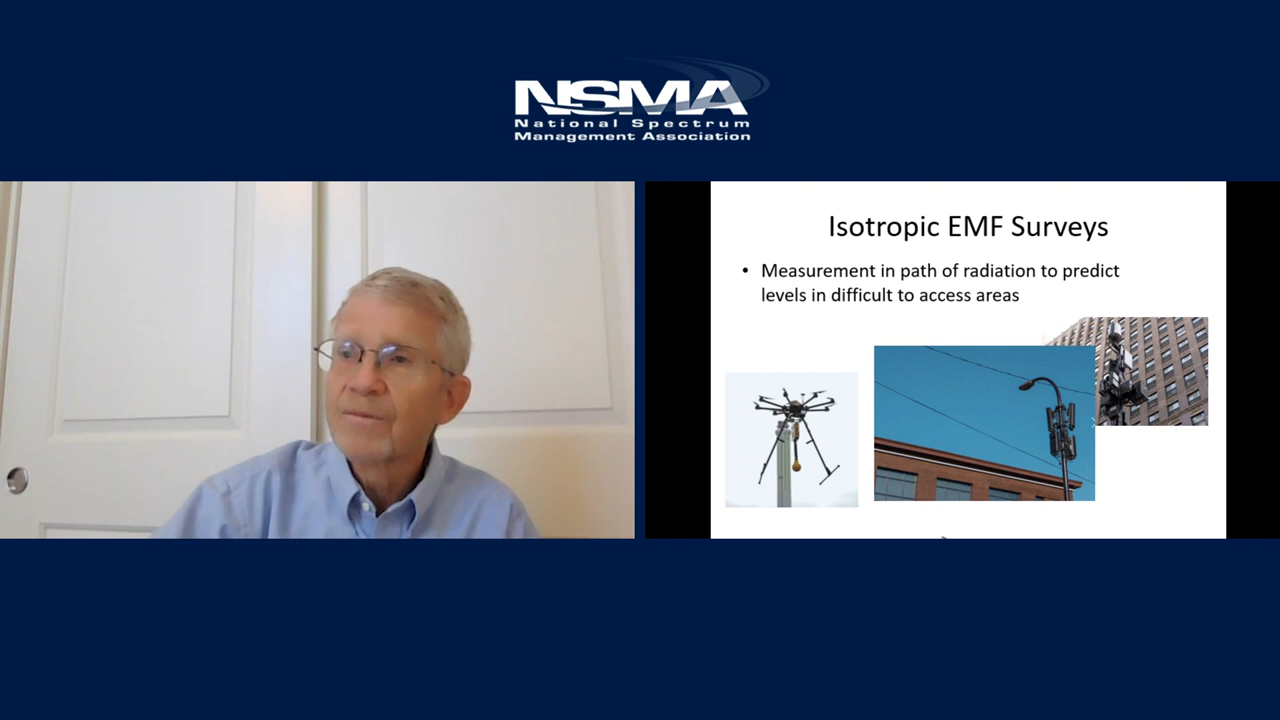 NSMA
National Spectrum
Management Association
Isotropic EMF Surveys
• Measurement in path of radiation to predict
levels in difficult to access areas